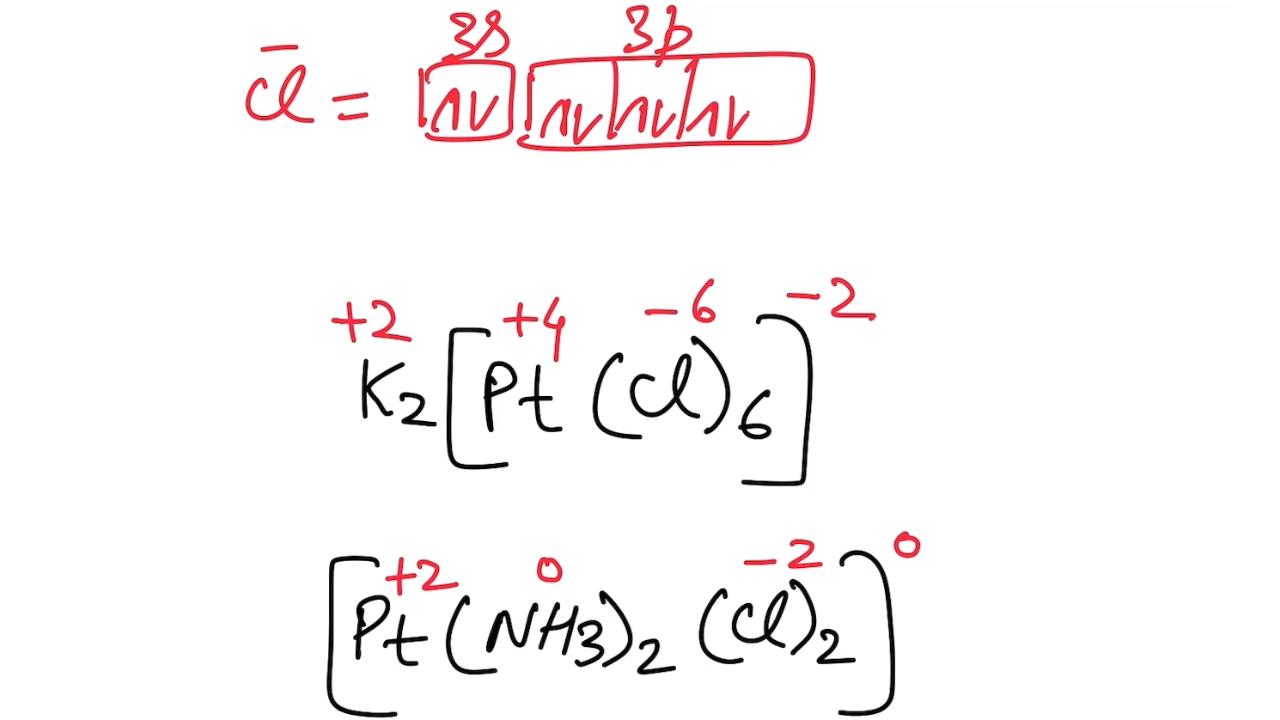 3s 3p
Cl⁻ = [↑↓] [↑↓|↑↓|↑↓]
+2 +4 -6 -2
K₂[Pt(Cl)₆]
+2 0 -2 0
[Pt(NH3)₂(Cl)₂]